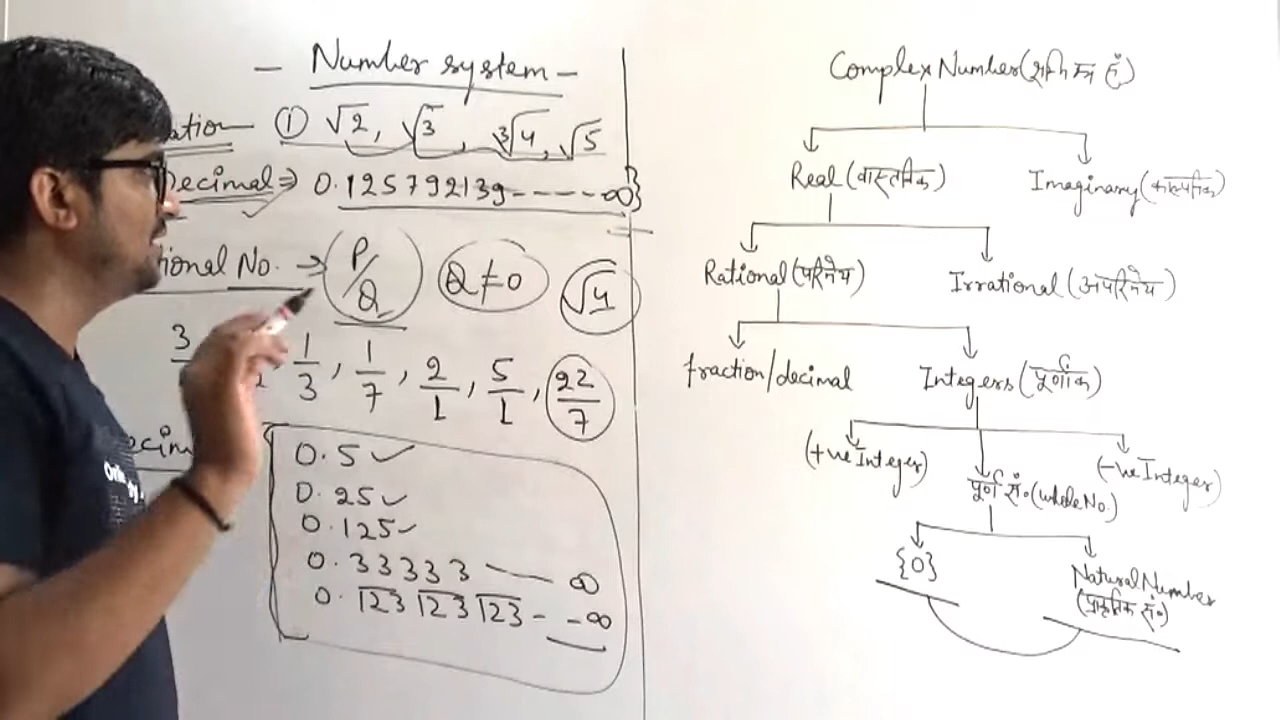 - Number system -
ation ① √2, √3, ∛4, √5
Decimal ⇒ 0.125792139-----∞}
ional No. → P/Q Q≠0 √4
3 1/3, 1/7, 2/1, 5/1, 22/7
ecim
0.5 ✓
0.25 ✓
0.125 ✓
0.33333 —— ∞
0.123 123 123 - - ∞
Complex Number
Real (वास्तविक) Imaginary (काल्पनिक)
Rational (परिमेय) Irrational (अपरिमेय)
fraction/decimal Integers (पूर्णांक)
(+ve Integer) पूर्ण सं॰ (whole No.) (-ve Integer)
{0} Natural Number
(प्राकृतिक सं॰)